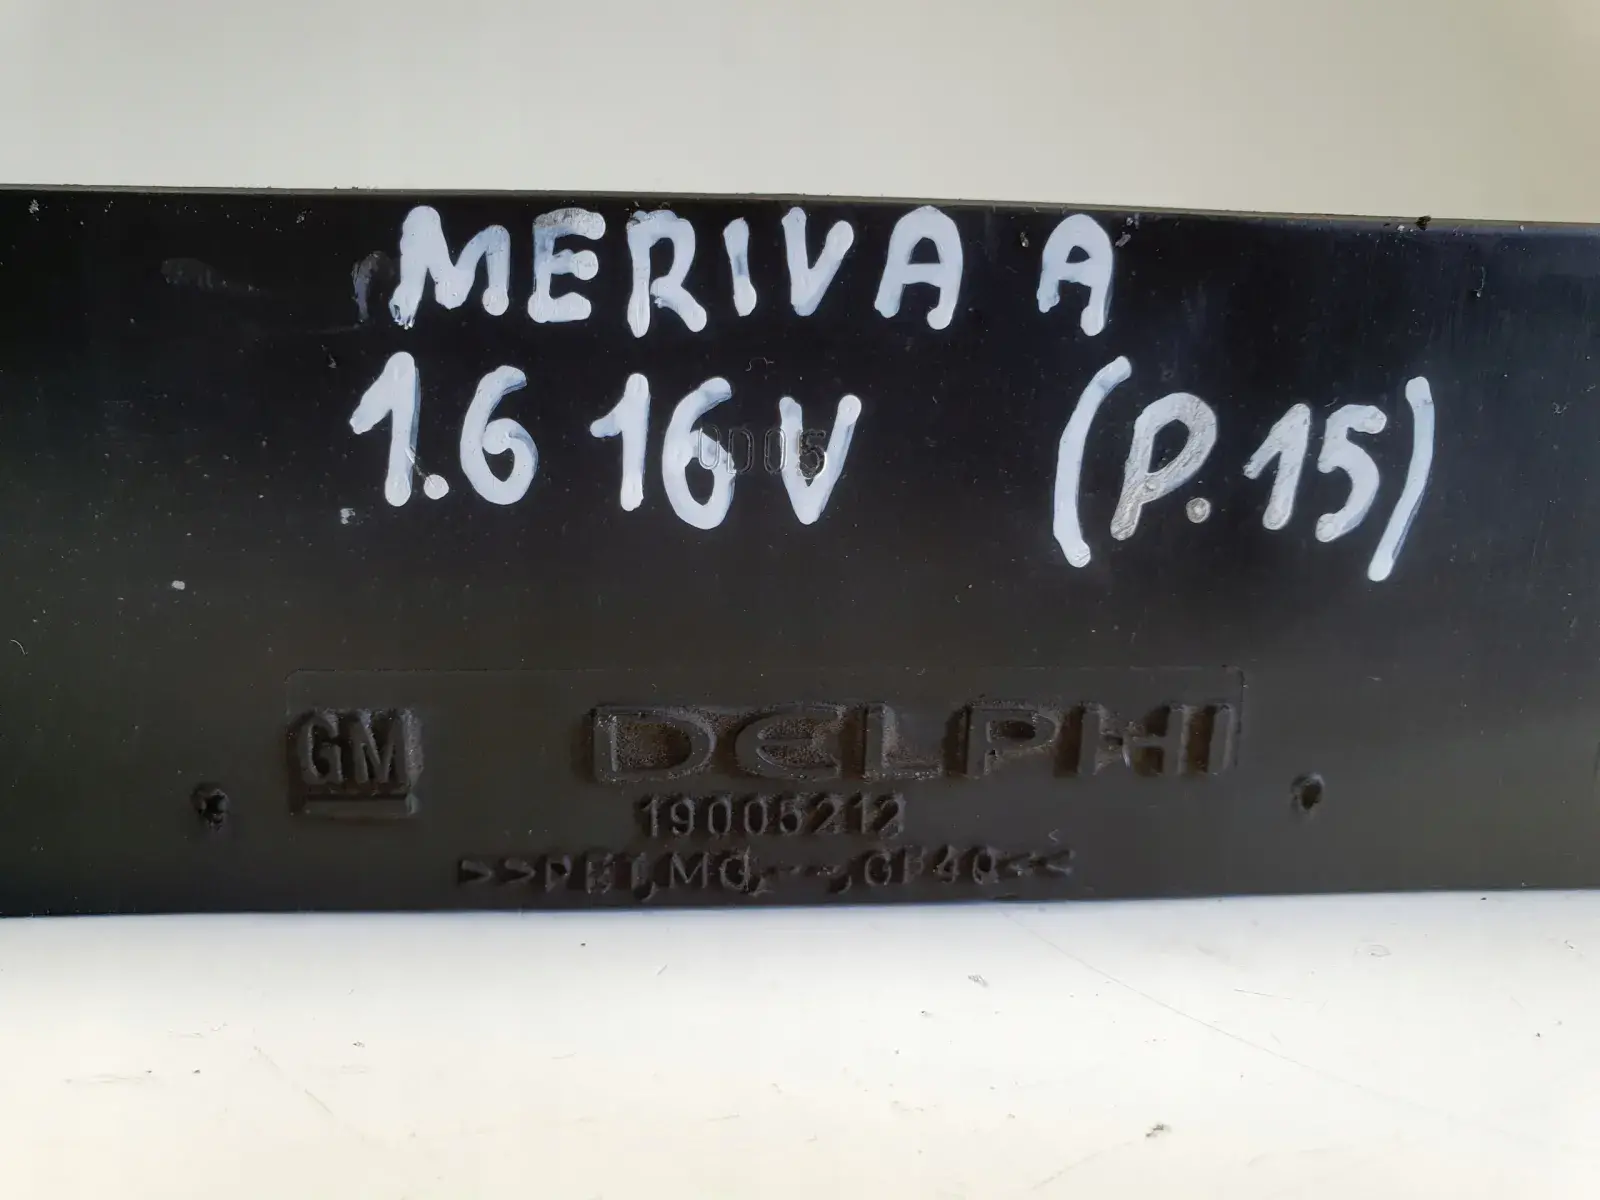 MERIVA A
1.6 16V (P.15)
GM DELPHI
19005212